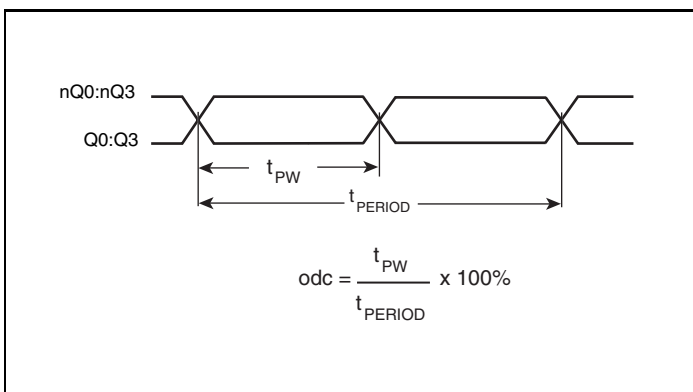 nQ0:nQ3
Q0:Q3
tPW
tPERIOD
odc = tPW / tPERIOD x 100%